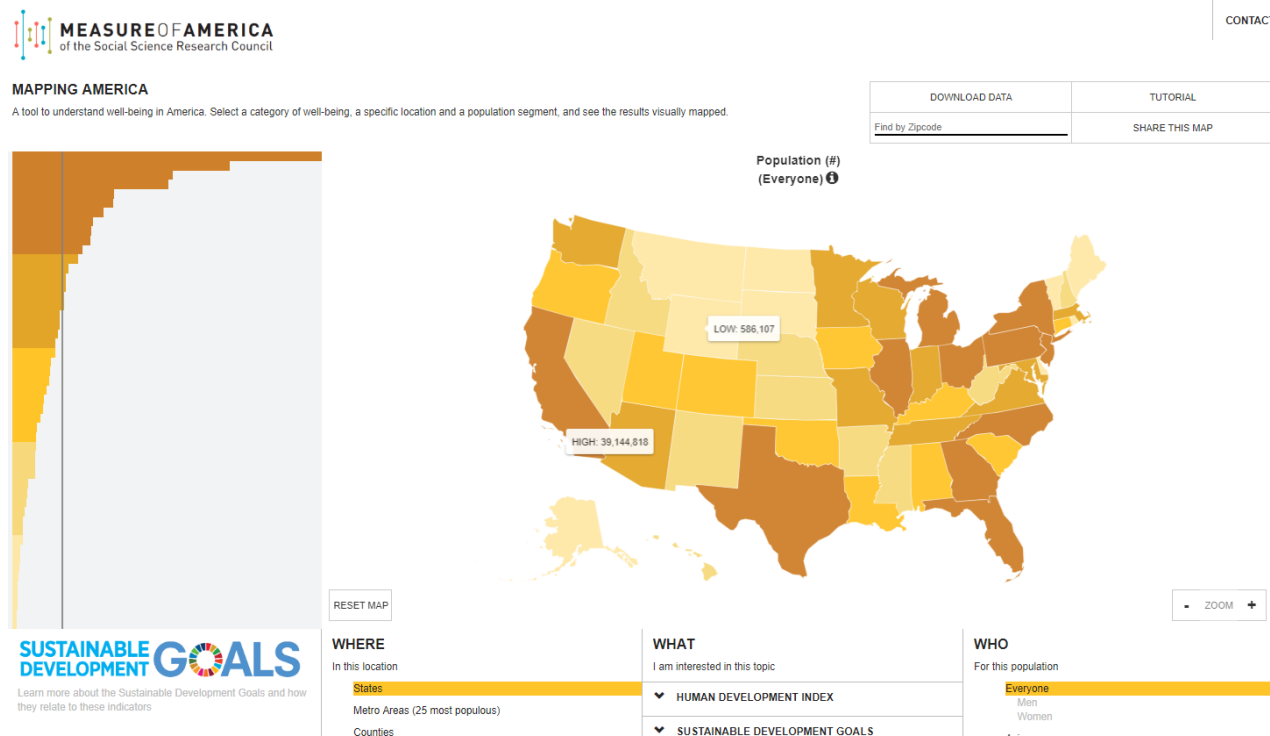 MEASUREOFAMERICA
of the Social Science Research Council
CONTACT
MAPPING AMERICA
A tool to understand well-being in America. Select a category of well-being, a specific location and a population segment, and see the results visually mapped.
DOWNLOAD DATA
TUTORIAL
Find by Zipcode
SHARE THIS MAP
Population (#)
(Everyone)
LOW: 586,107
HIGH: 39,144,818
RESET MAP
- ZOOM +
SUSTAINABLE
DEVELOPMENT GOALS
Learn more about the Sustainable Development Goals and how
they relate to these indicators
WHERE
In this location
States
Metro Areas (25 most populous)
Counties
WHAT
I am interested in this topic
HUMAN DEVELOPMENT INDEX
SUSTAINABLE DEVELOPMENT GOALS
WHO
For this population
Everyone
Men
Women